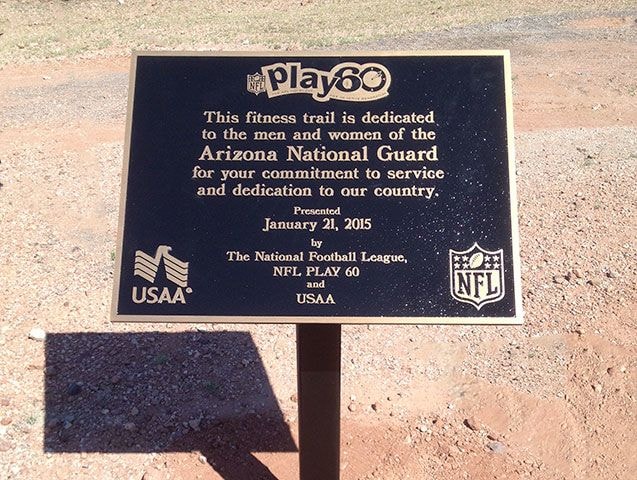 NFL play60
This fitness trail is dedicated
to the men and women of the
Arizona National Guard
for your commitment to service
and dedication to our country.
Presented
January 21, 2015
by
The National Football League,
NFL PLAY 60
and
USAA
USAA®
NFL